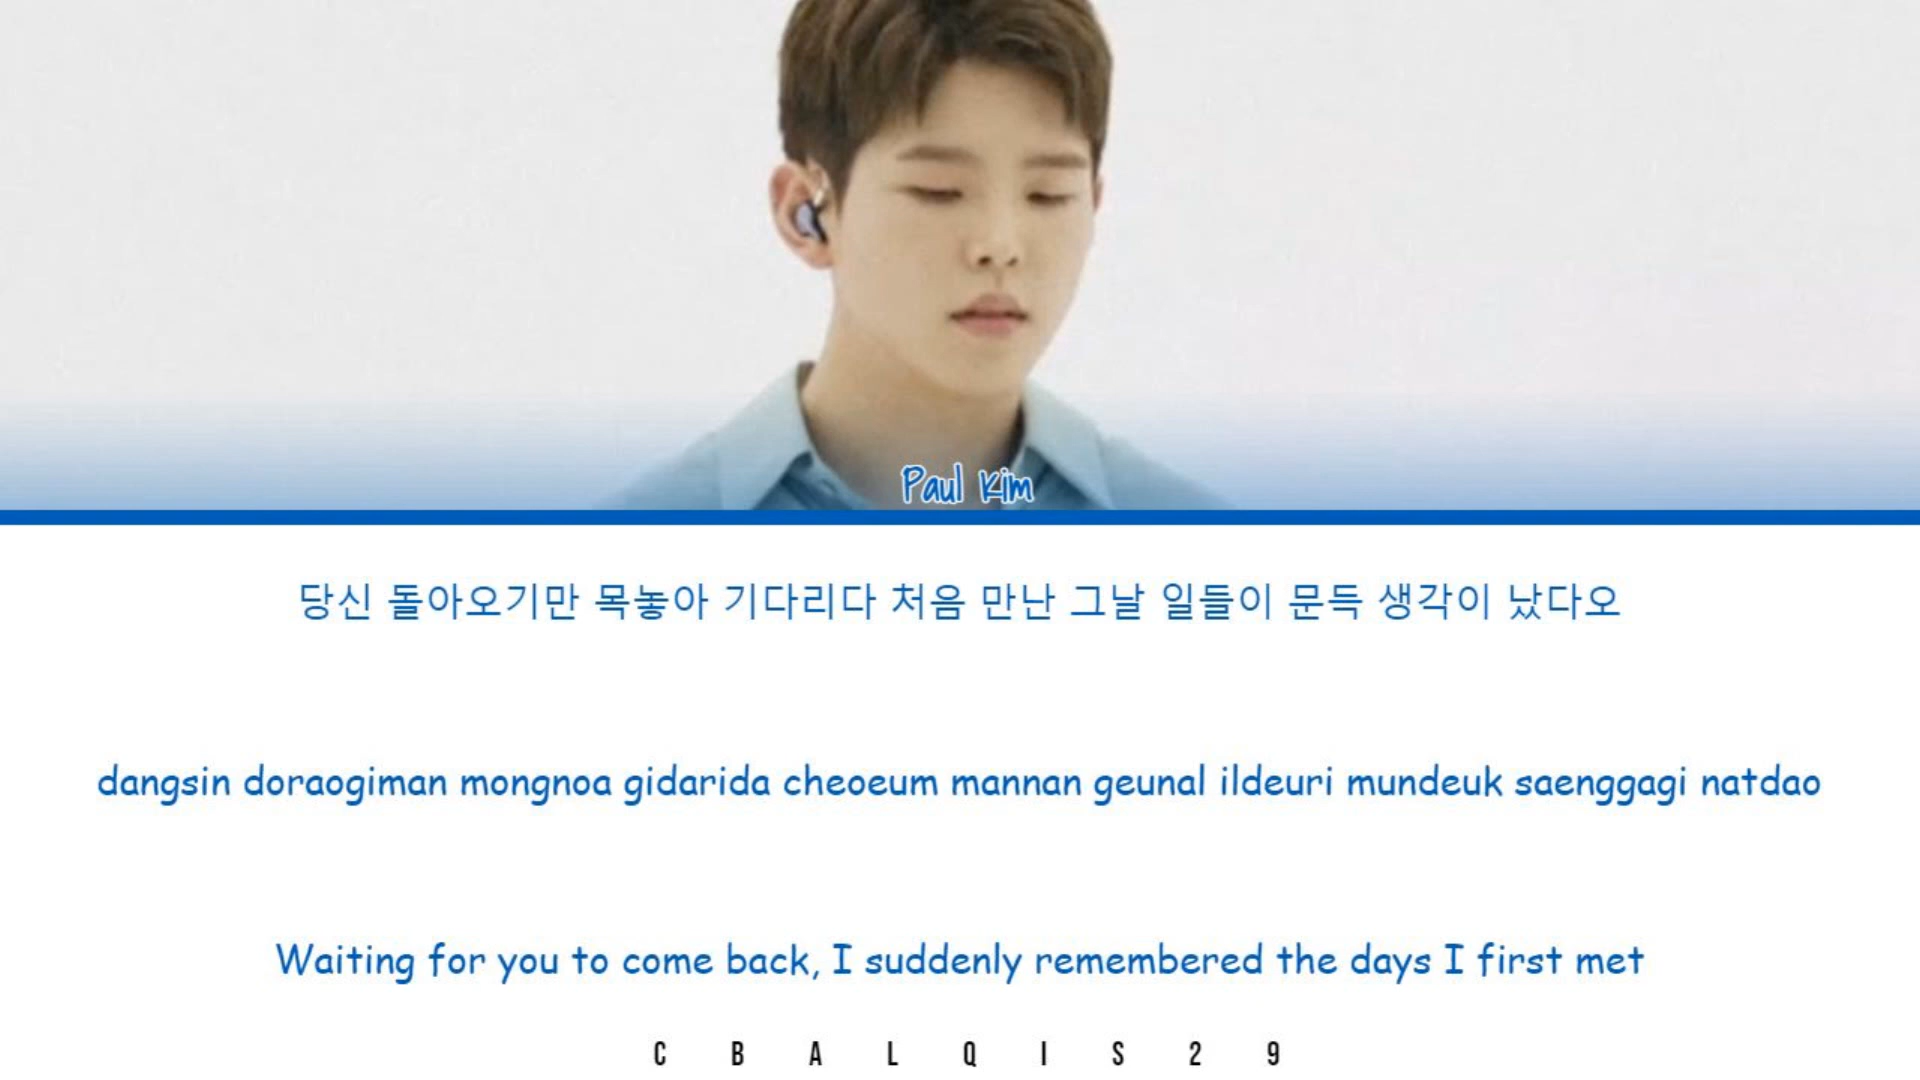 Paul Kim
당신 돌아오기만 목놓아 기다리다 처음 만난 그날 일들이 문득 생각이 났다오
dangsin doraogiman mongnoa gidarida cheoeum mannan geunal ildeuri mundeuk saenggagi natdao
Waiting for you to come back, I suddenly remembered the days I first met
CBALQIS29